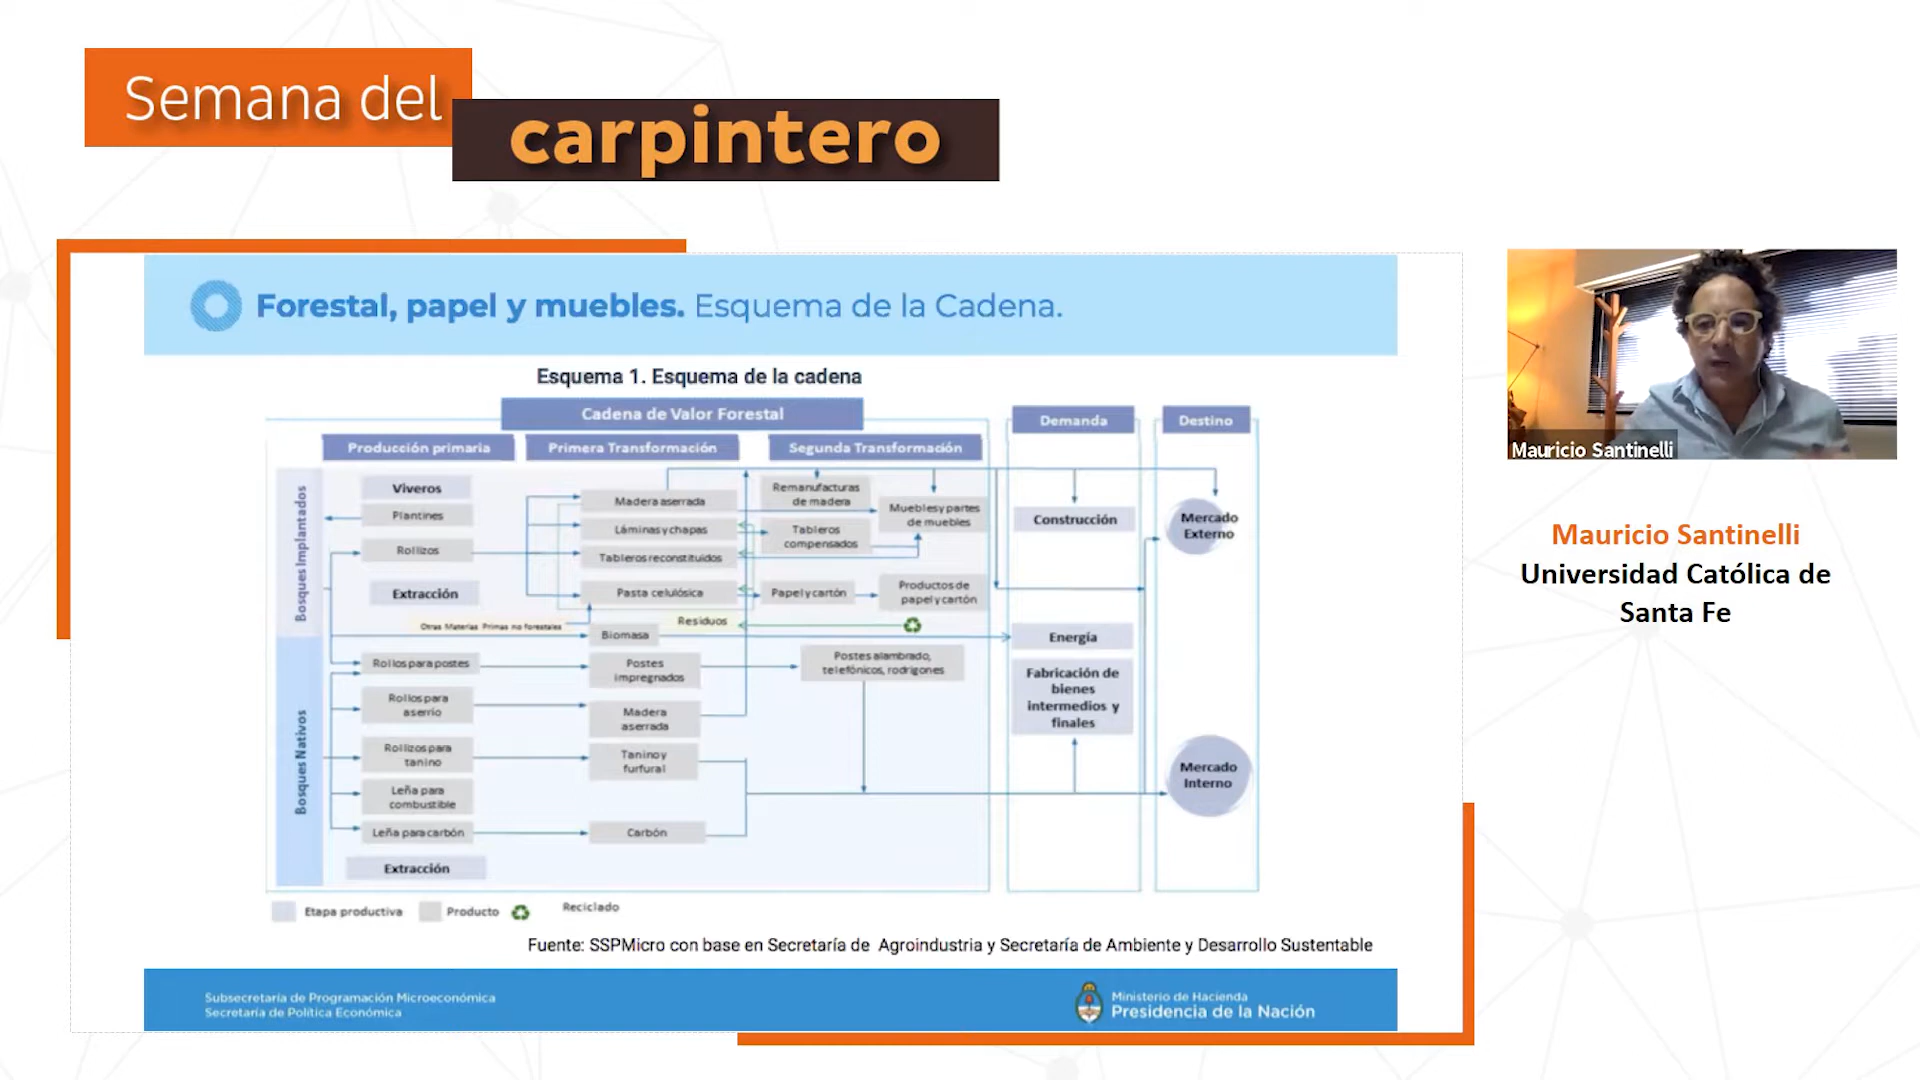 Semana del
carpintero
Forestal, papel y muebles. Esquema de la Cadena.
Esquema 1. Esquema de la cadena
Cadena de Valor Forestal
Demanda
Destino
Producción primaria
Primera Transformación
Segunda Transformación
Bosques Implantados
Viveros
Plantines
Rollizos
Extracción
Otras Materias Primas no forestales
Madera aserrada
Láminas y chapas
Tableros reconstituidos
Pasta celulósica
Residuos
Biomasa
Remanufacturas
de madera
Tableros
compensados
Muebles y partes
de muebles
Papel y cartón
Productos de
papel y cartón
Construcción
Mercado
Externo
Energía
Fabricación de
bienes
intermedios y
finales
Bosques Nativos
Rollos para postes
Rollos para
aserrío
Rollizos para
tanino
Leña para
combustible
Leña para carbón
Extracción
Postes
impregnados
Madera
aserrada
Tanino y
furfural
Carbón
Postes alambrado,
telefónicos, rodrigones
Mercado
Interno
Etapa productiva
Producto
Reciclado
Fuente: SSPMicro con base en Secretaría de Agroindustria y Secretaría de Ambiente y Desarrollo Sustentable
Subsecretaría de Programación Microeconómica
Secretaría de Política Económica
Ministerio de Hacienda
Presidencia de la Nación
Mauricio Santinelli
Mauricio Santinelli
Universidad Católica de
Santa Fe